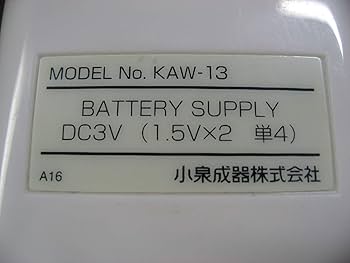 MODEL No. KAW-13
BATTERY SUPPLY
DC3V (1.5V×2 単4)
A16 小泉成器株式会社